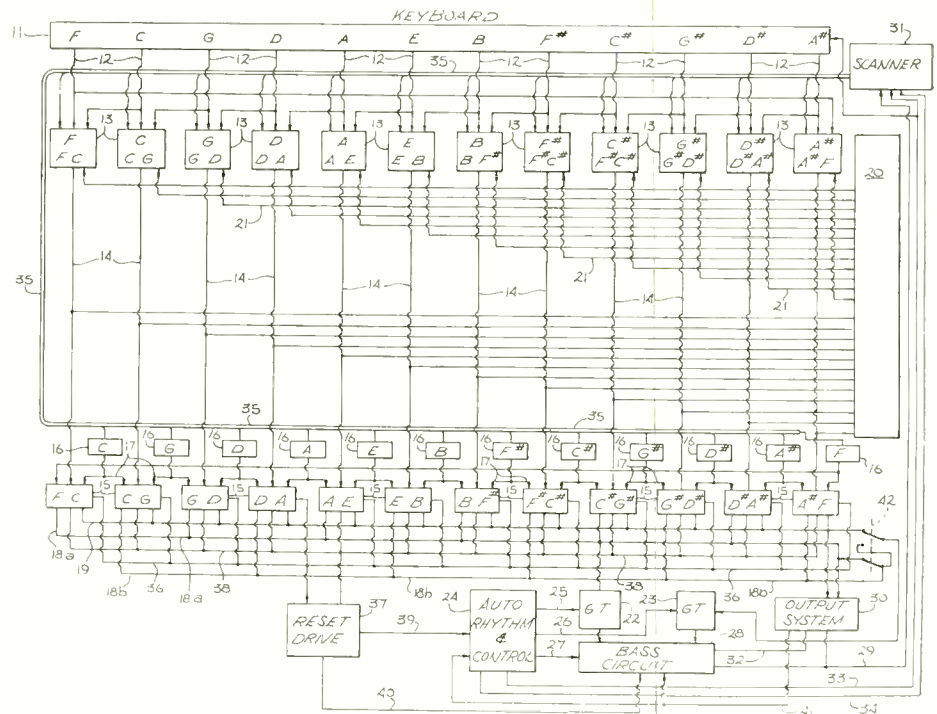 KEYBOARD
11 F C G D A E B F# C# G# D# A# 31
SCANNER
12 12 12 35 12 12 12
13 13 13 13 13 13
F C G D A E B F# C# G# D# A# 20
FC CG GD DA AE EB BF# F#C# F#C# G#D# D#A# A#F
21
21
21
35 14 14 14 14 14
35 35
16 C 16 G 16 D 16 A 16 E 16 B 16 F# 16 C# 16 G# 16 D# 16 A# F 16
17 17 17
15 15 15 15 15 15
FC CG GD DA AE EB BF# F#C# C#G# G#D# D#A# A#F 42
18a 19 18b 36 18a 38 18b 38 36 18b
37 24 25 23 30
RESET DRIVE
39
AUTO RHYTHM & CONTROL
26 27
GT 22
GT
28
OUTPUT SYSTEM
BASS CIRCUIT
32 29
33
40 34